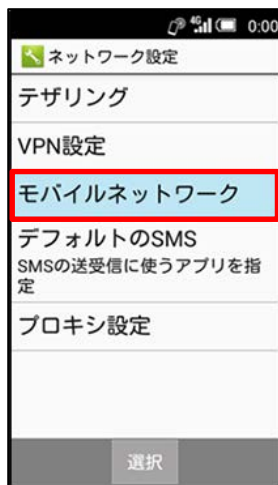 4G 0:00
ネットワーク設定
テザリング
VPN設定
モバイルネットワーク
デフォルトのSMS
SMSの送受信に使うアプリを指
定
プロキシ設定
選択